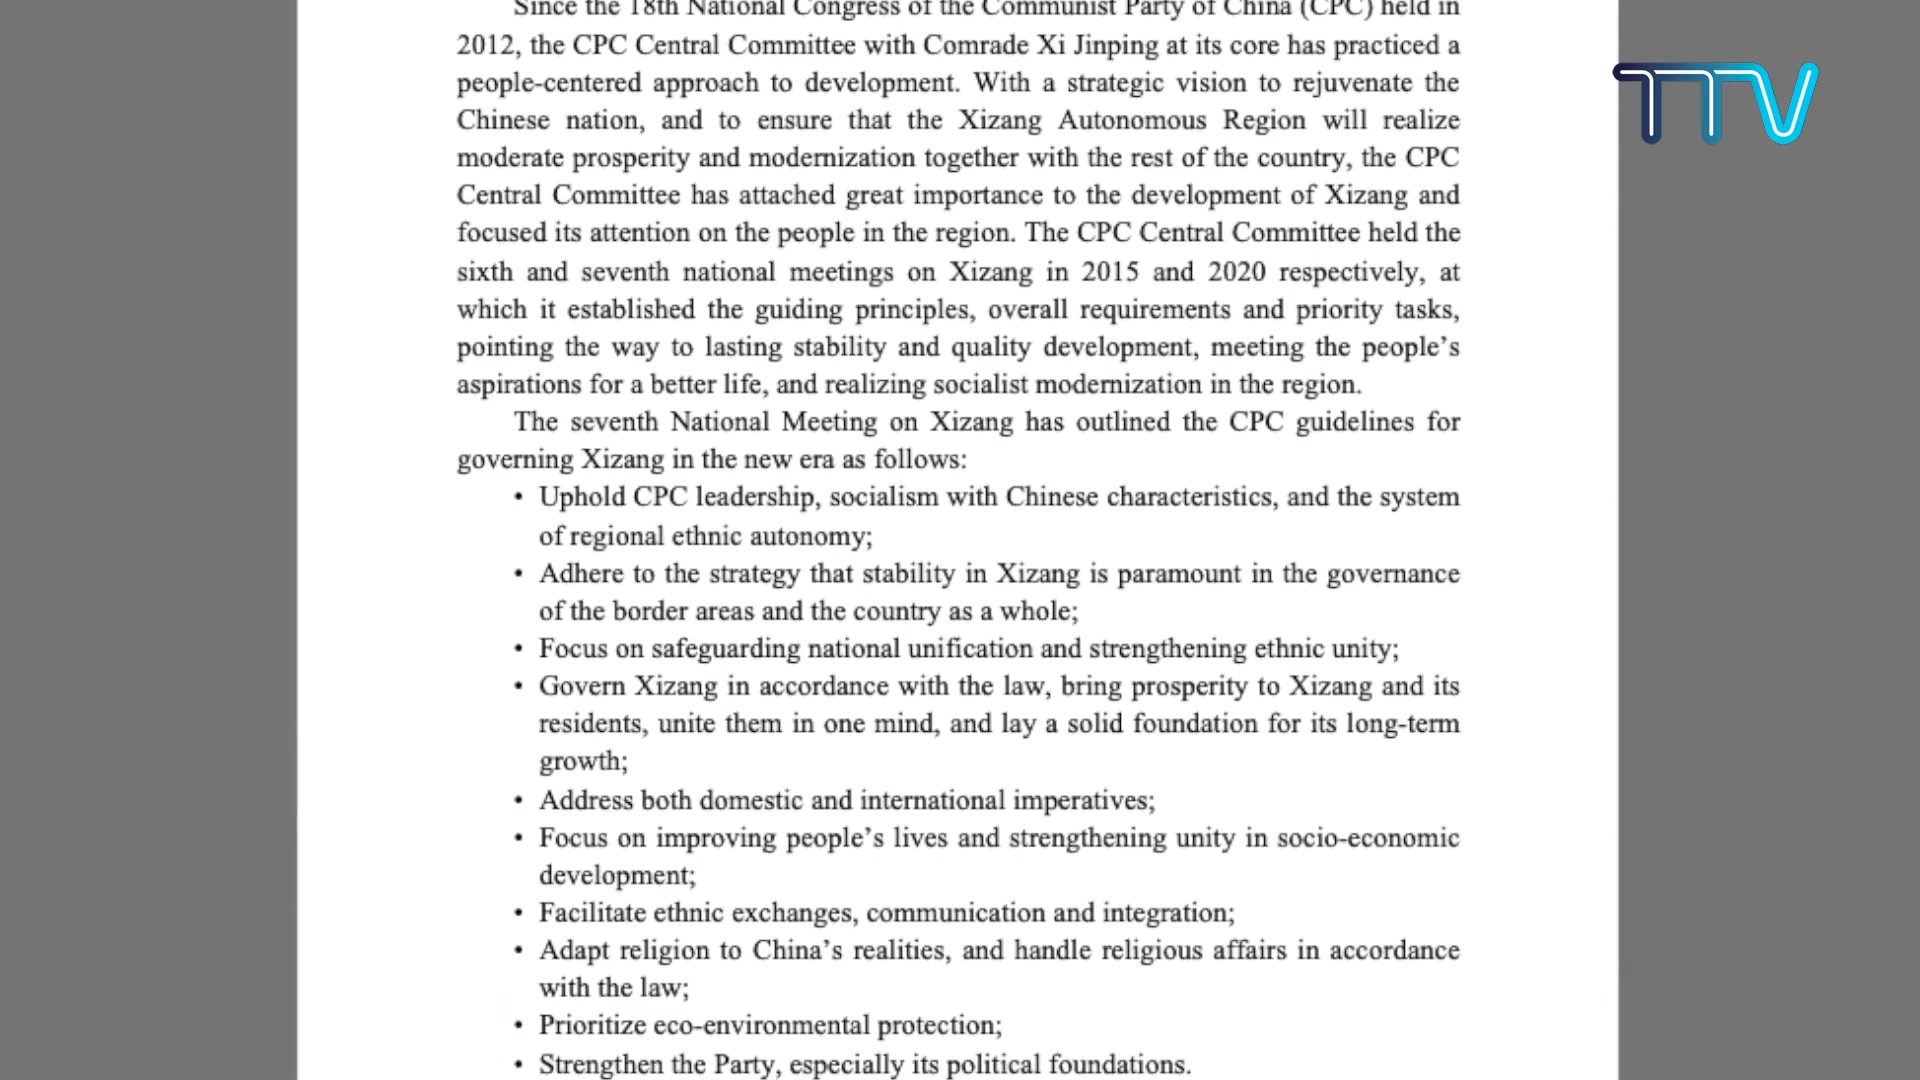 Since the 18th National Congress of the Communist Party of China (CPC) held in
2012, the CPC Central Committee with Comrade Xi Jinping at its core has practiced a
people-centered approach to development. With a strategic vision to rejuvenate the
Chinese nation, and to ensure that the Xizang Autonomous Region will realize
moderate prosperity and modernization together with the rest of the country, the CPC
Central Committee has attached great importance to the development of Xizang and
focused its attention on the people in the region. The CPC Central Committee held the
sixth and seventh national meetings on Xizang in 2015 and 2020 respectively, at
which it established the guiding principles, overall requirements and priority tasks,
pointing the way to lasting stability and quality development, meeting the people’s
aspirations for a better life, and realizing socialist modernization in the region.
The seventh National Meeting on Xizang has outlined the CPC guidelines for
governing Xizang in the new era as follows:
• Uphold CPC leadership, socialism with Chinese characteristics, and the system
of regional ethnic autonomy;
• Adhere to the strategy that stability in Xizang is paramount in the governance
of the border areas and the country as a whole;
• Focus on safeguarding national unification and strengthening ethnic unity;
• Govern Xizang in accordance with the law, bring prosperity to Xizang and its
residents, unite them in one mind, and lay a solid foundation for its long-term
growth;
• Address both domestic and international imperatives;
• Focus on improving people’s lives and strengthening unity in socio-economic
development;
• Facilitate ethnic exchanges, communication and integration;
• Adapt religion to China’s realities, and handle religious affairs in accordance
with the law;
• Prioritize eco-environmental protection;
• Strengthen the Party, especially its political foundations.
TTV